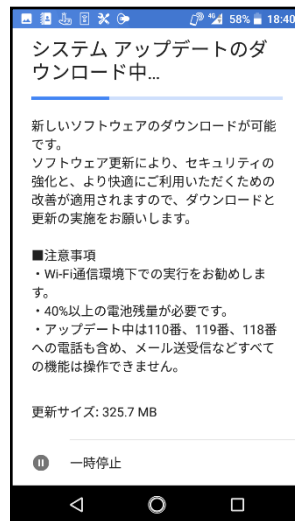 58% 18:40
システム アップデートのダ
ウンロード中...
新しいソフトウェアのダウンロードが可能
です。
ソフトウェア更新により、セキュリティの
強化と、より快適にご利用いただくための
改善が適用されますので、ダウンロードと
更新の実施をお願いします。
■注意事項
・Wi-Fi通信環境下での実行をお勧めしま
す。
・40%以上の電池残量が必要です。
・アップデート中は110番、119番、118番
への電話も含め、メール送受信などすべて
の機能は操作できません。
更新サイズ: 325.7 MB
一時停止